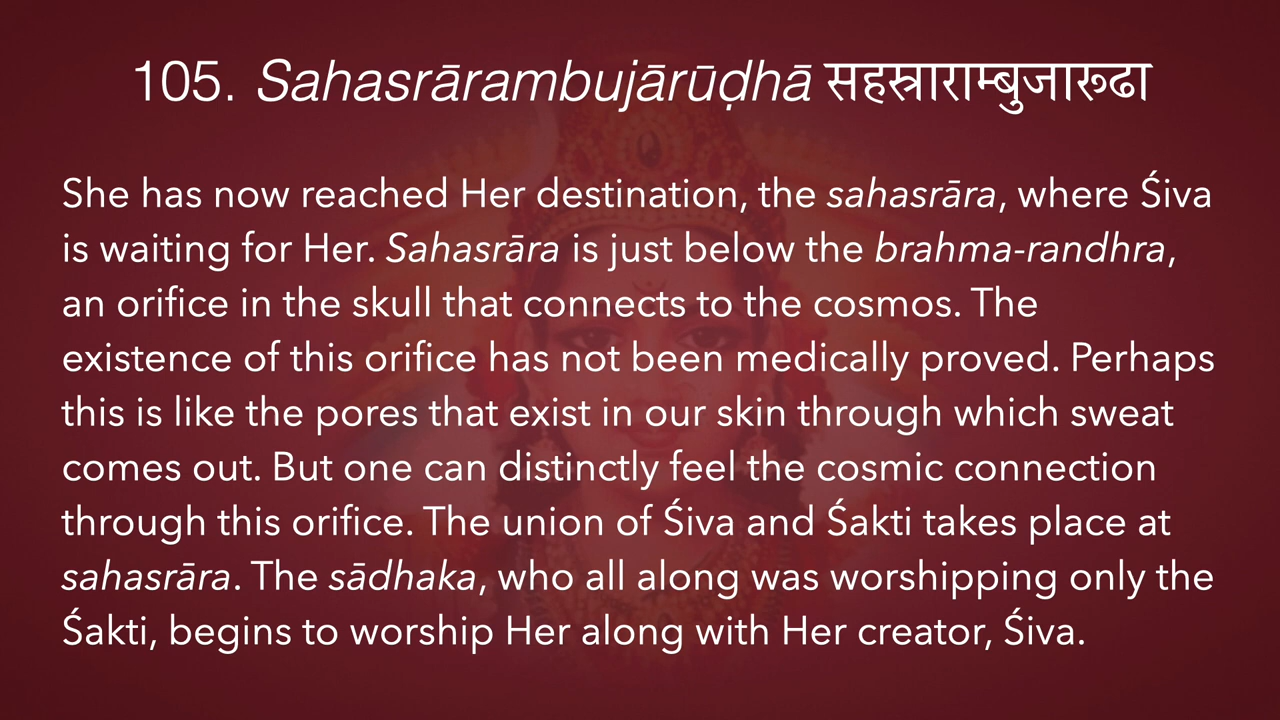 105. Sahasrārambujārūḍhā सहस्राराम्बुजारूढा
She has now reached Her destination, the sahasrāra, where Śiva
is waiting for Her. Sahasrāra is just below the brahma-randhra,
an orifice in the skull that connects to the cosmos. The
existence of this orifice has not been medically proved. Perhaps
this is like the pores that exist in our skin through which sweat
comes out. But one can distinctly feel the cosmic connection
through this orifice. The union of Śiva and Śakti takes place at
sahasrāra. The sādhaka, who all along was worshipping only the
Śakti, begins to worship Her along with Her creator, Śiva.